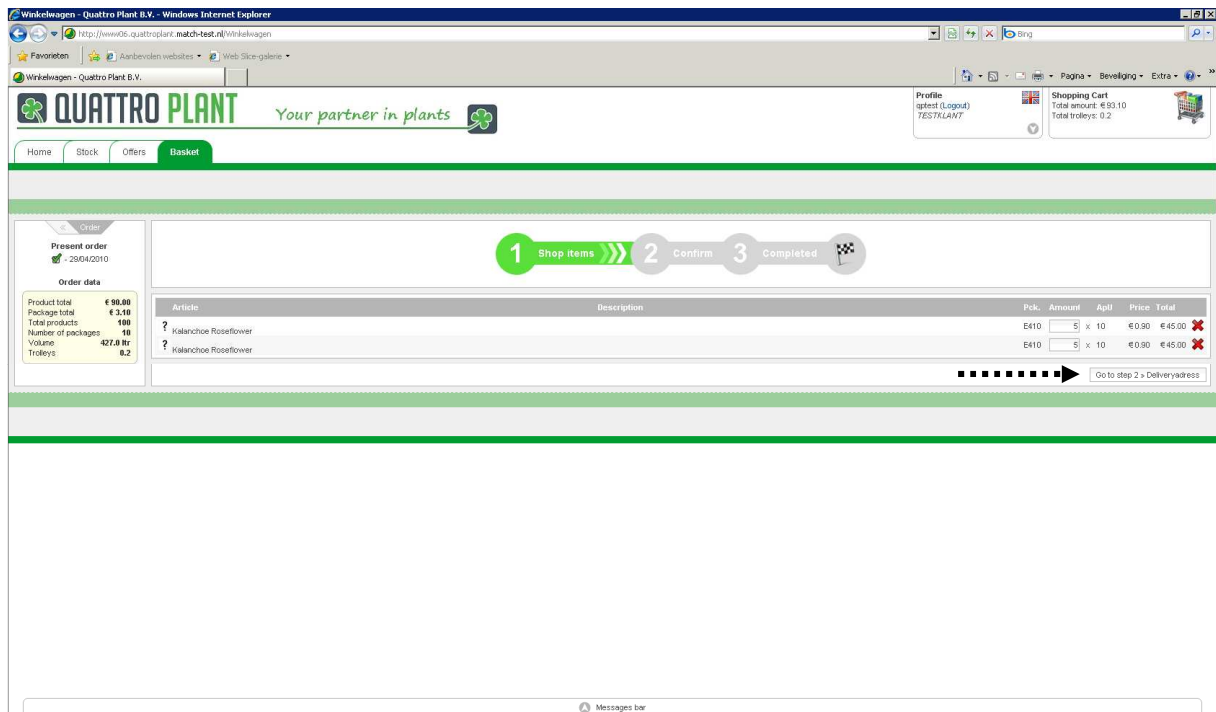 Winkelwagen - Quattro Plant B.V. - Windows Internet Explorer
http://www06.quattroplant.match-test.nl/Winkelwagen
Bing
Favorieten
Aanbevolen websites
Web Slice-galerie
Winkelwagen - Quattro Plant B.V.
Pagina
Beveiliging
Extra
QUATTRO PLANT
Your partner in plants
Profile
qptest (Logout)
TESTKLANT
Shopping Cart
Total amount: € 93.10
Total trolleys: 0.2
Home
Stock
Offers
Basket
« Order
Present order
- 29/04/2010
Order data
Product total € 90.00
Package total € 3.10
Total products 100
Number of packages 10
Volume 427.0 ltr
Trolleys 0.2
1 Shop items
2 Confirm
3 Completed
Article Description Pck. Amount Aptl Price Total
? Kalanchoe Roseflower E410 5 x 10 € 0.90 € 45.00
? Kalanchoe Roseflower E410 5 x 10 € 0.90 € 45.00
Go to step 2 » Deliveryadress
Messages bar